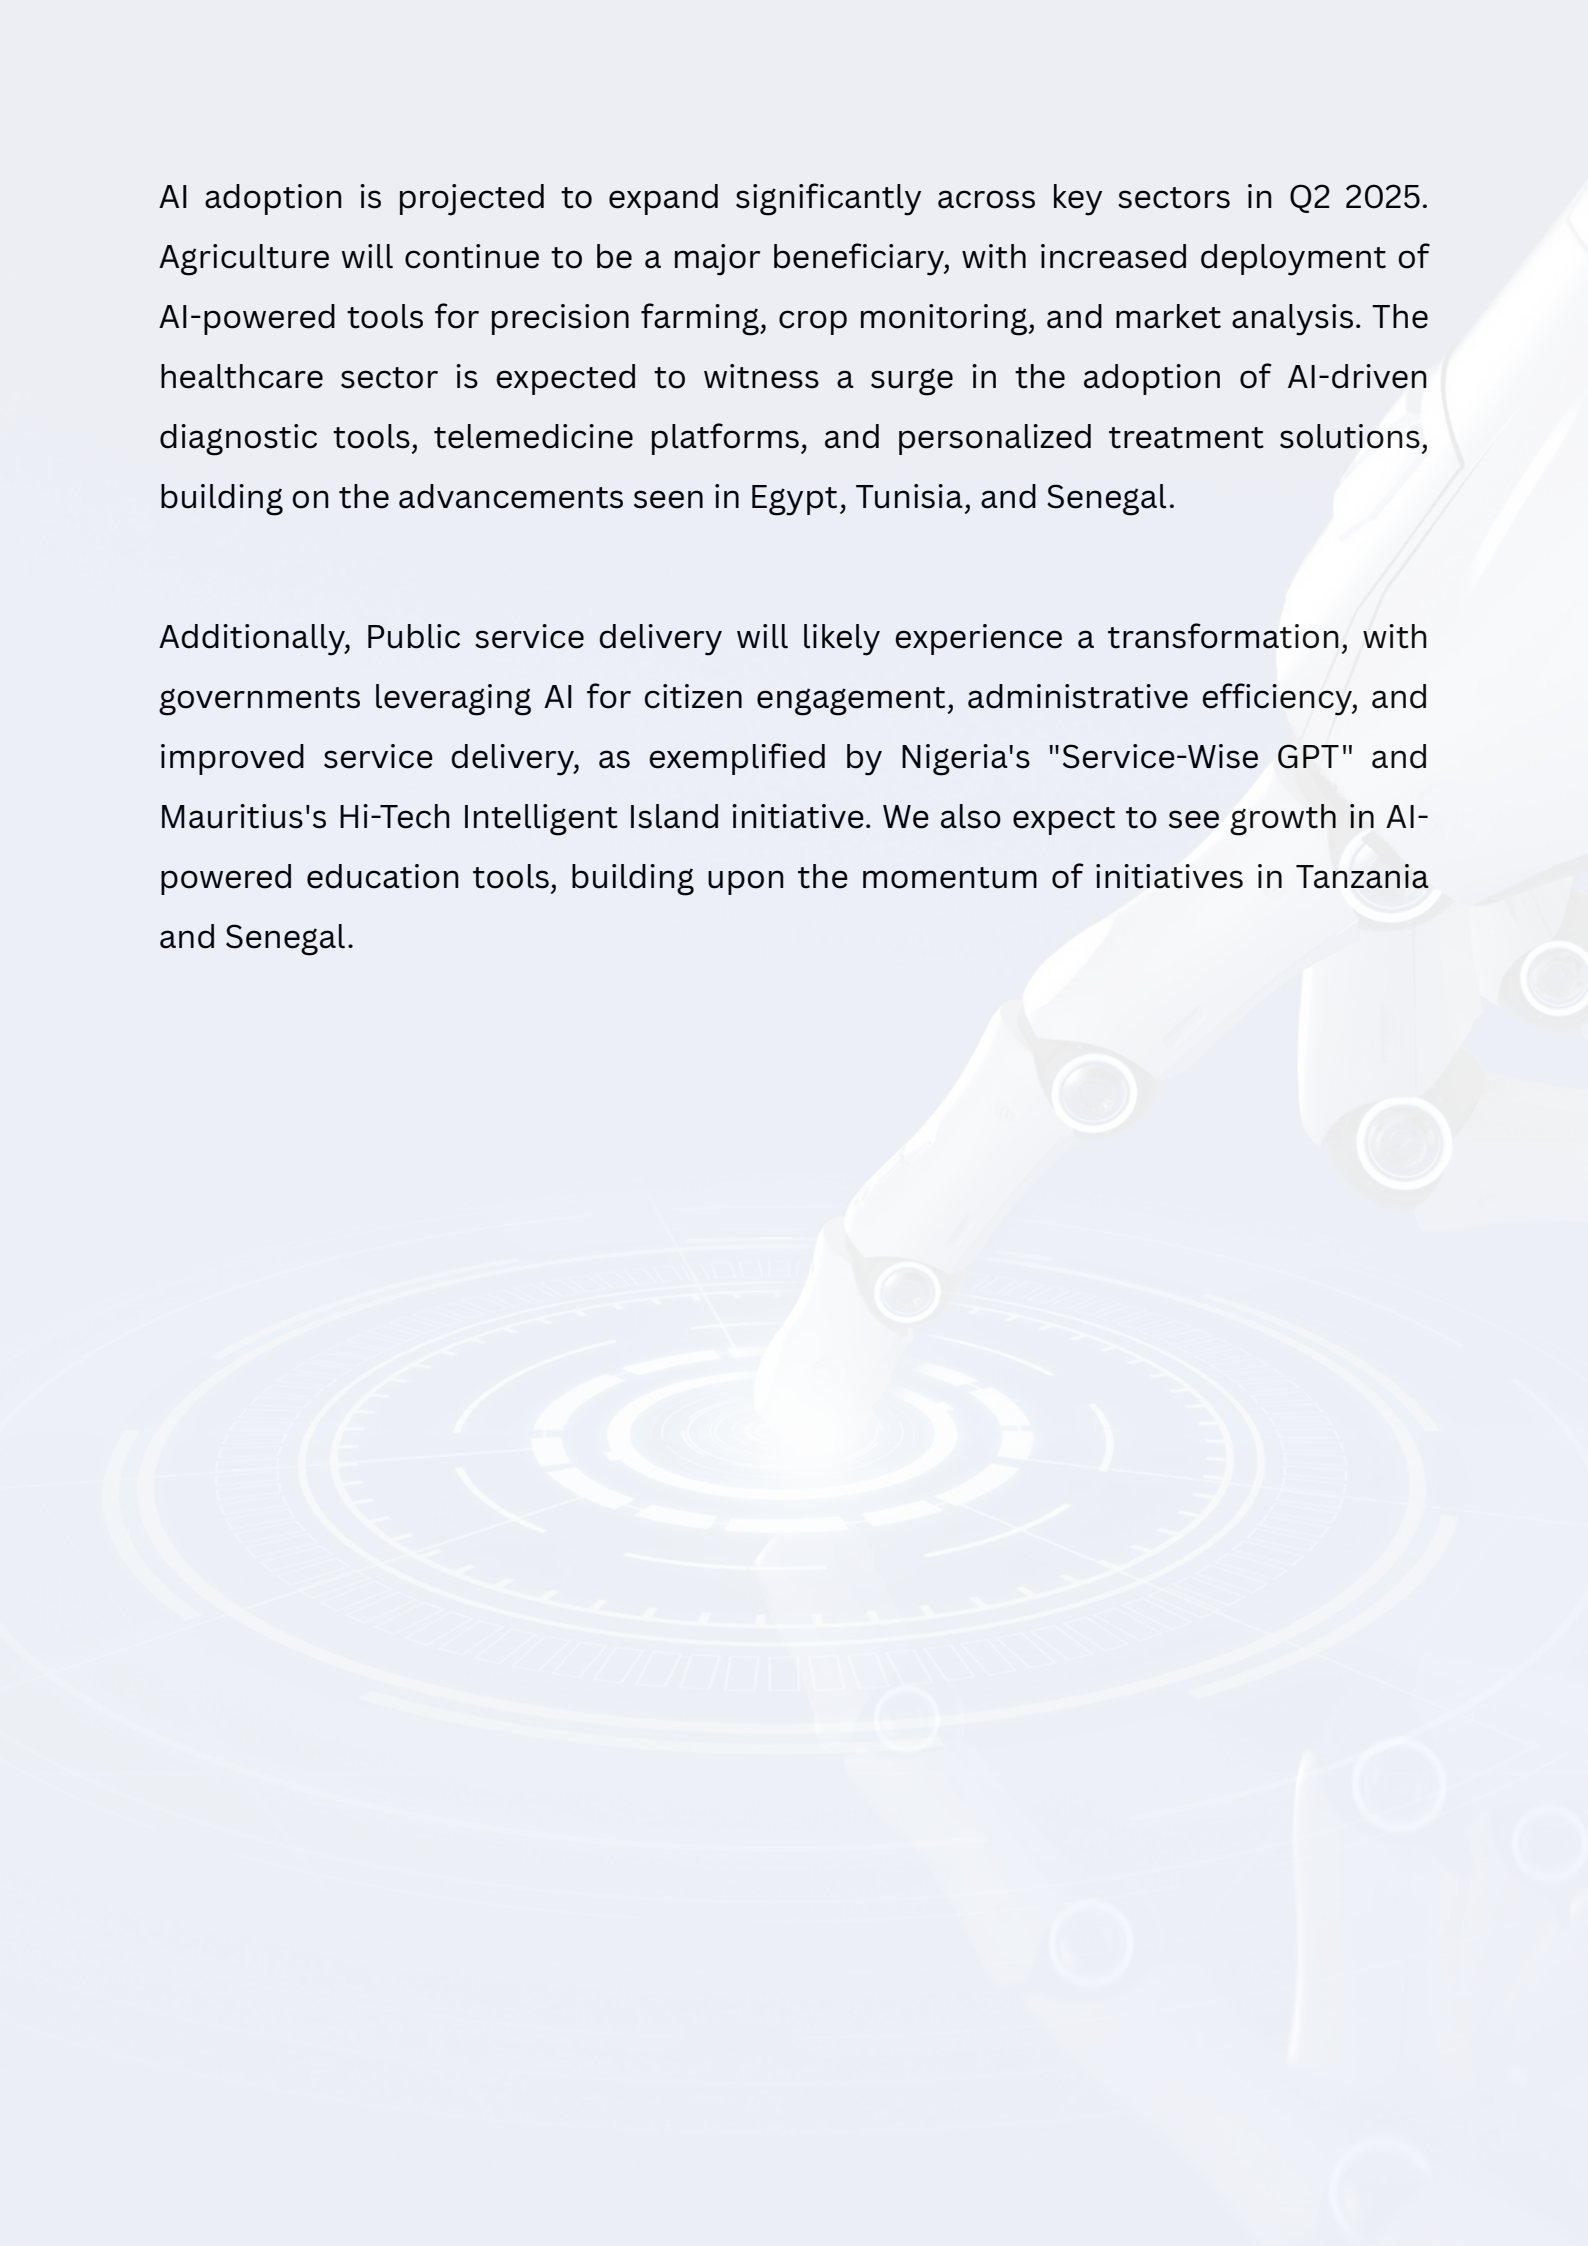 AI adoption is projected to expand significantly across key sectors in Q2 2025.
Agriculture will continue to be a major beneficiary, with increased deployment of
AI-powered tools for precision farming, crop monitoring, and market analysis. The
healthcare sector is expected to witness a surge in the adoption of AI-driven
diagnostic tools, telemedicine platforms, and personalized treatment solutions,
building on the advancements seen in Egypt, Tunisia, and Senegal.
Additionally, Public service delivery will likely experience a transformation, with
governments leveraging AI for citizen engagement, administrative efficiency, and
improved service delivery, as exemplified by Nigeria's "Service-Wise GPT" and
Mauritius's Hi-Tech Intelligent Island initiative. We also expect to see growth in AI-
powered education tools, building upon the momentum of initiatives in Tanzania
and Senegal.